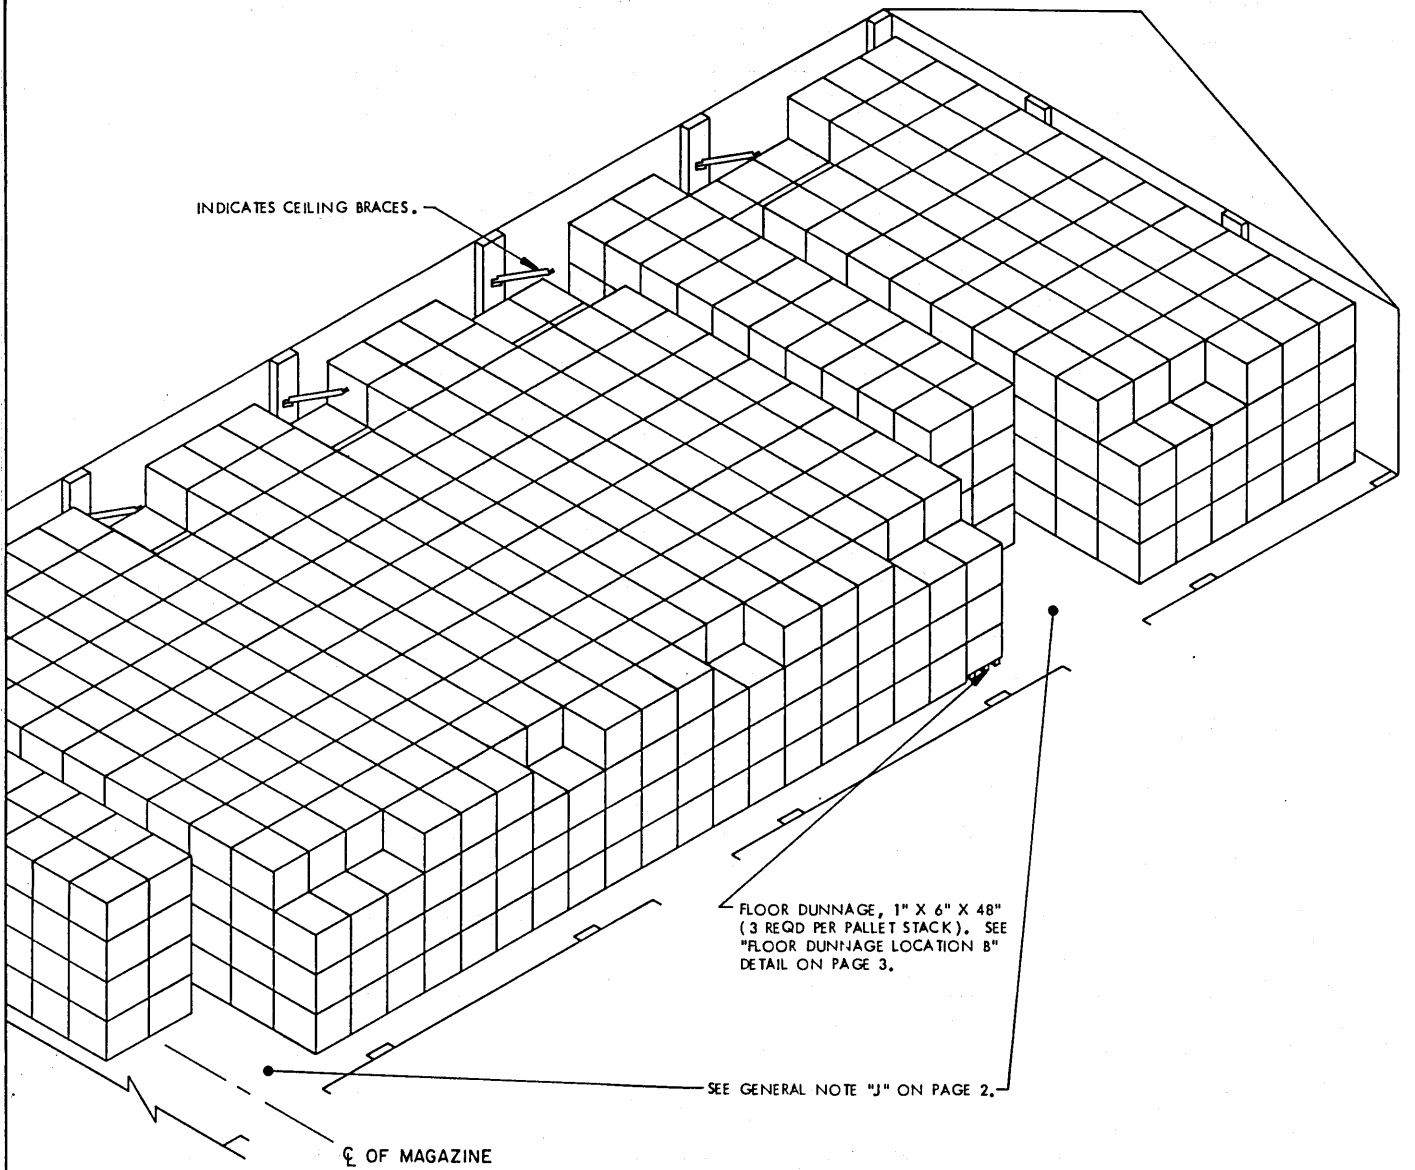 INDICATES CEILING BRACES.
FLOOR DUNNAGE, 1" X 6" X 48"
(3 REQD PER PALLET STACK). SEE
"FLOOR DUNNAGE LOCATION B"
DETAIL ON PAGE 3.
SEE GENERAL NOTE "J" ON PAGE 2.
℄ OF MAGAZINE